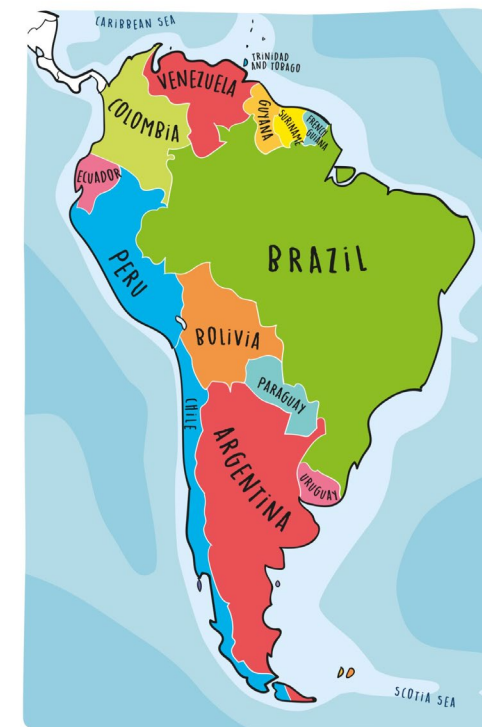 CARIBBEAN SEA
TRiNiDAD
AND TOBAGO
VENEZUELA
COLOMBiA
GUYANA
SURiNAME
FRENCH
GUiANA
ECUADOR
PERU
BRAZiL
BOLiViA
PARAGUAY
CHiLE
ARGENTiNA
URUGUAY
SCOTiA SEA